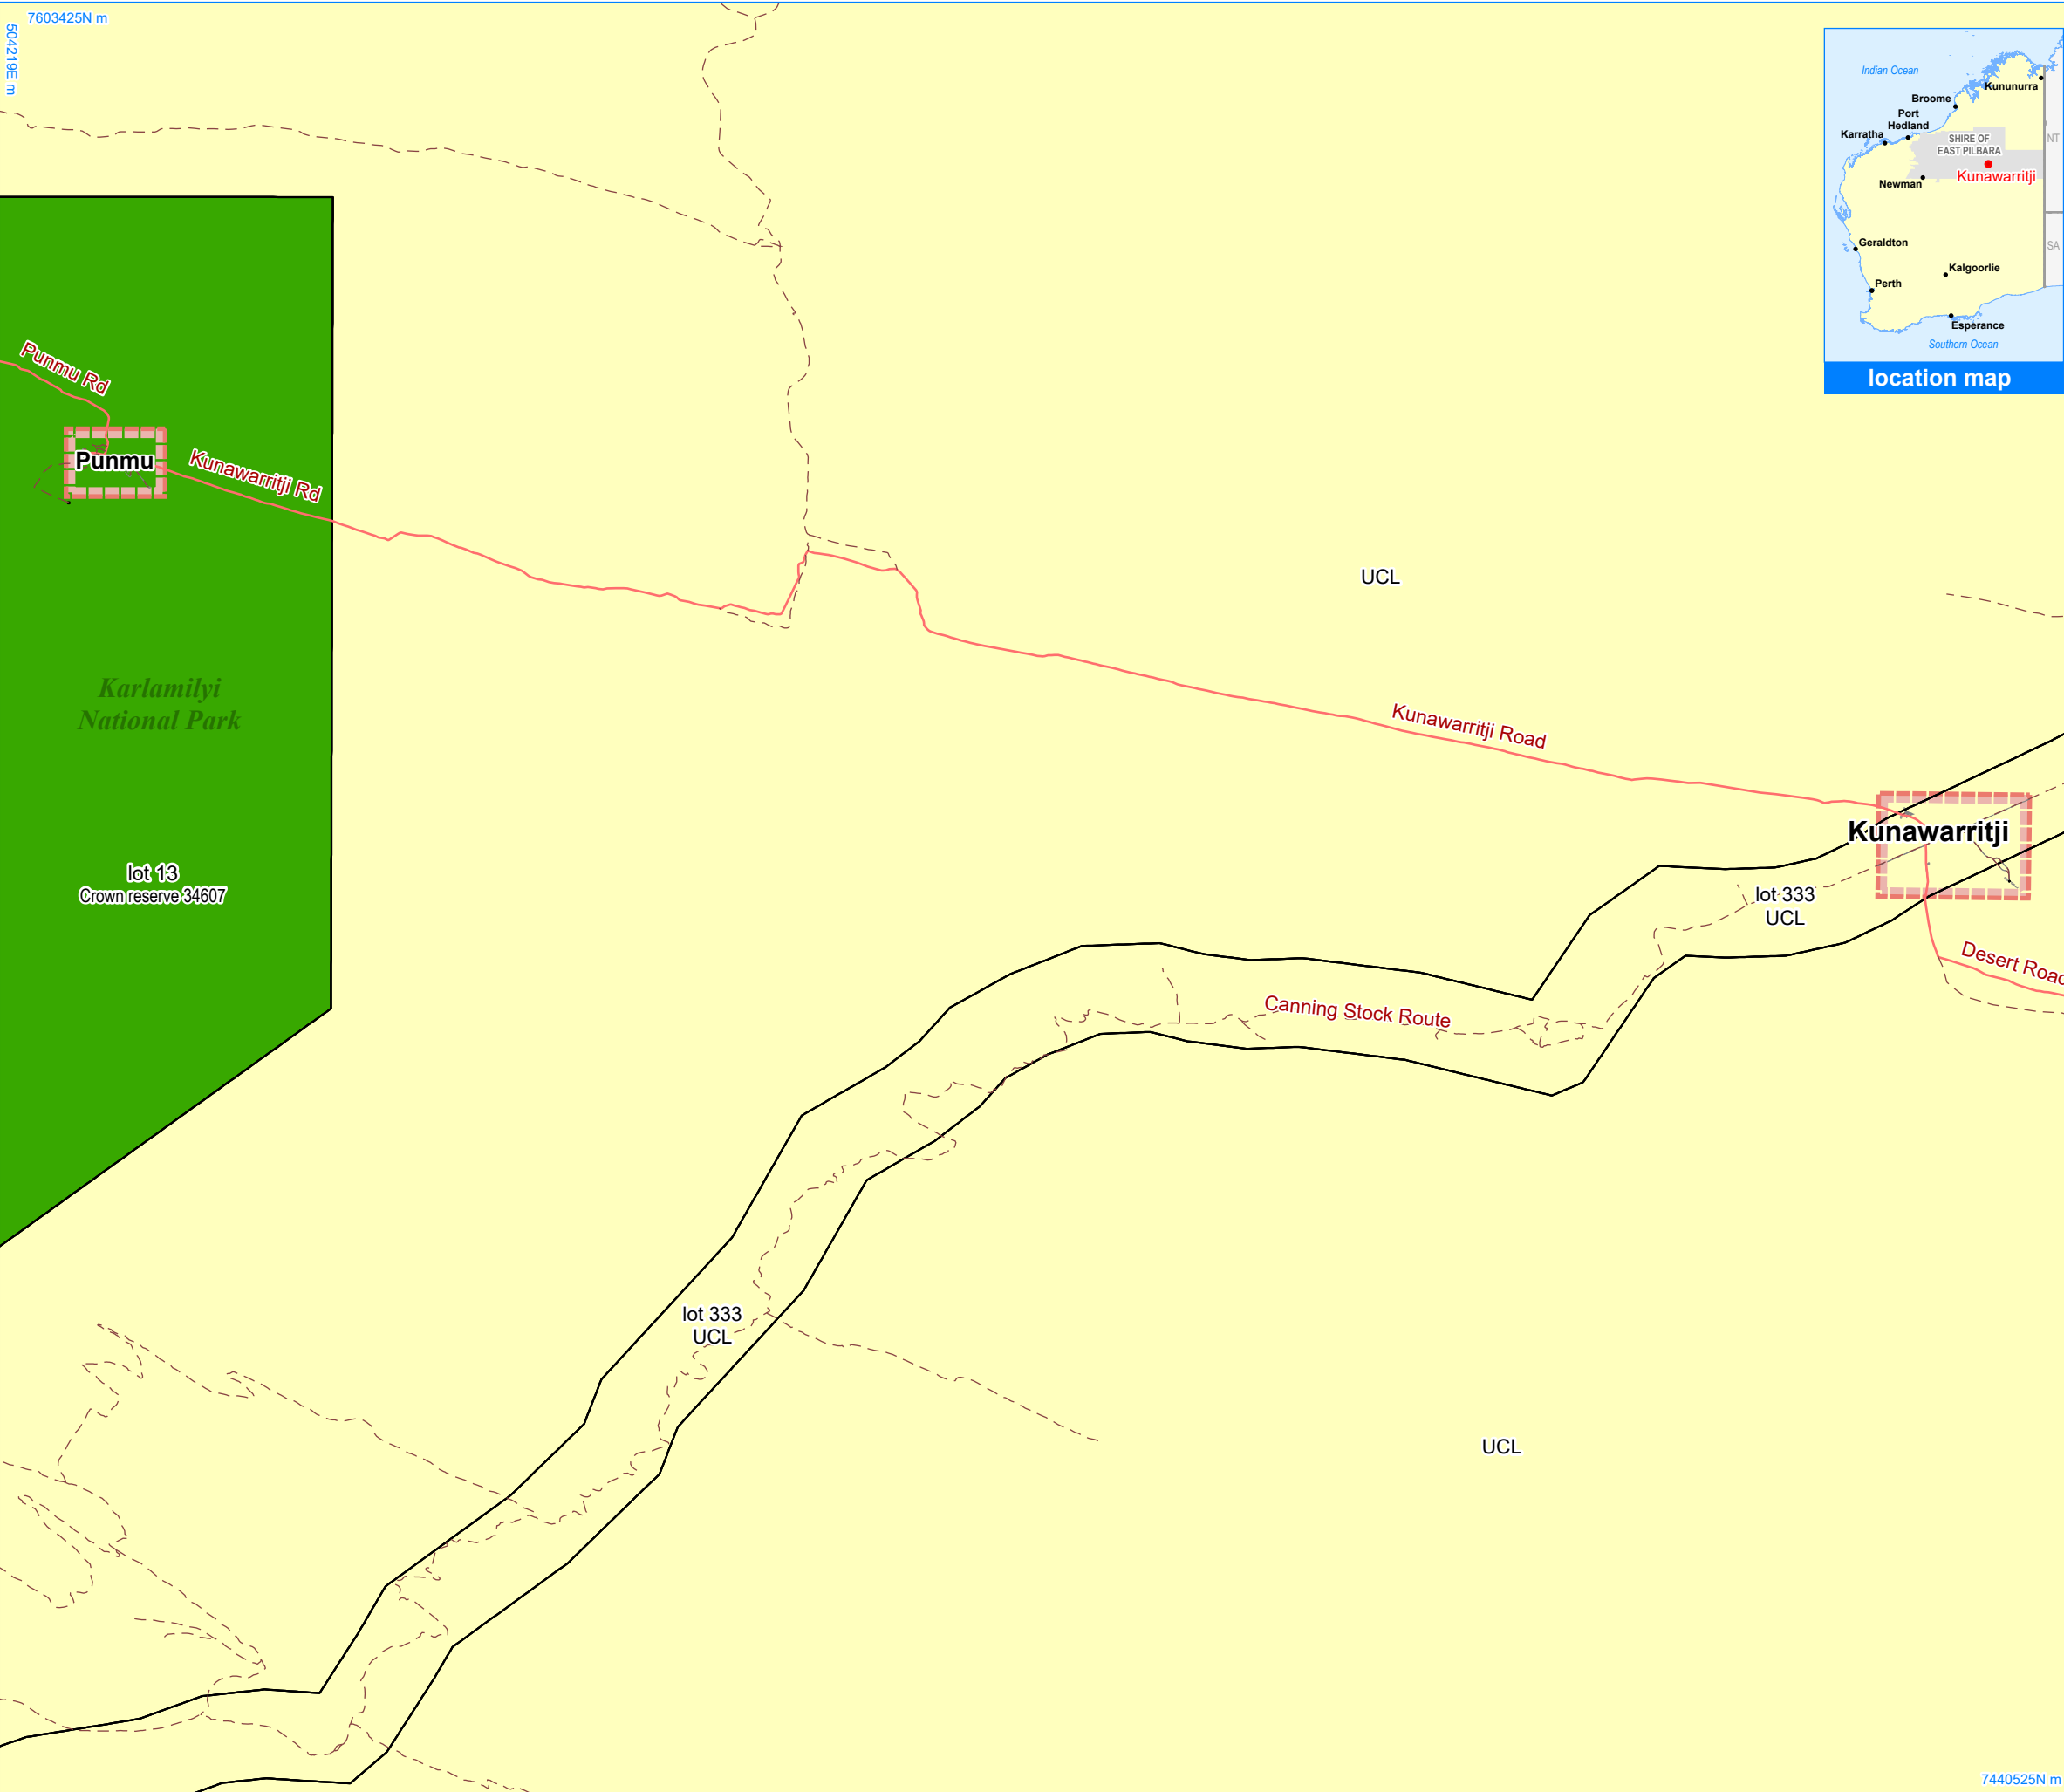 7603425N m
504219E m
Indian Ocean
Kununurra
Broome
Port
Hedland
Karratha
SHIRE OF
EAST PILBARA
NT
Kunawarritji
Newman
Geraldton
SA
Kalgoorlie
Perth
Esperance
Southern Ocean
location map
Punmu Rd
Punmu
Kunawarritji Rd
UCL
Karlamilyi
National Park
Kunawarritji Road
Kunawarritji
lot 13
Crown reserve 34607
lot 333
UCL
Desert Road
Canning Stock Route
lot 333
UCL
UCL
7440525N m